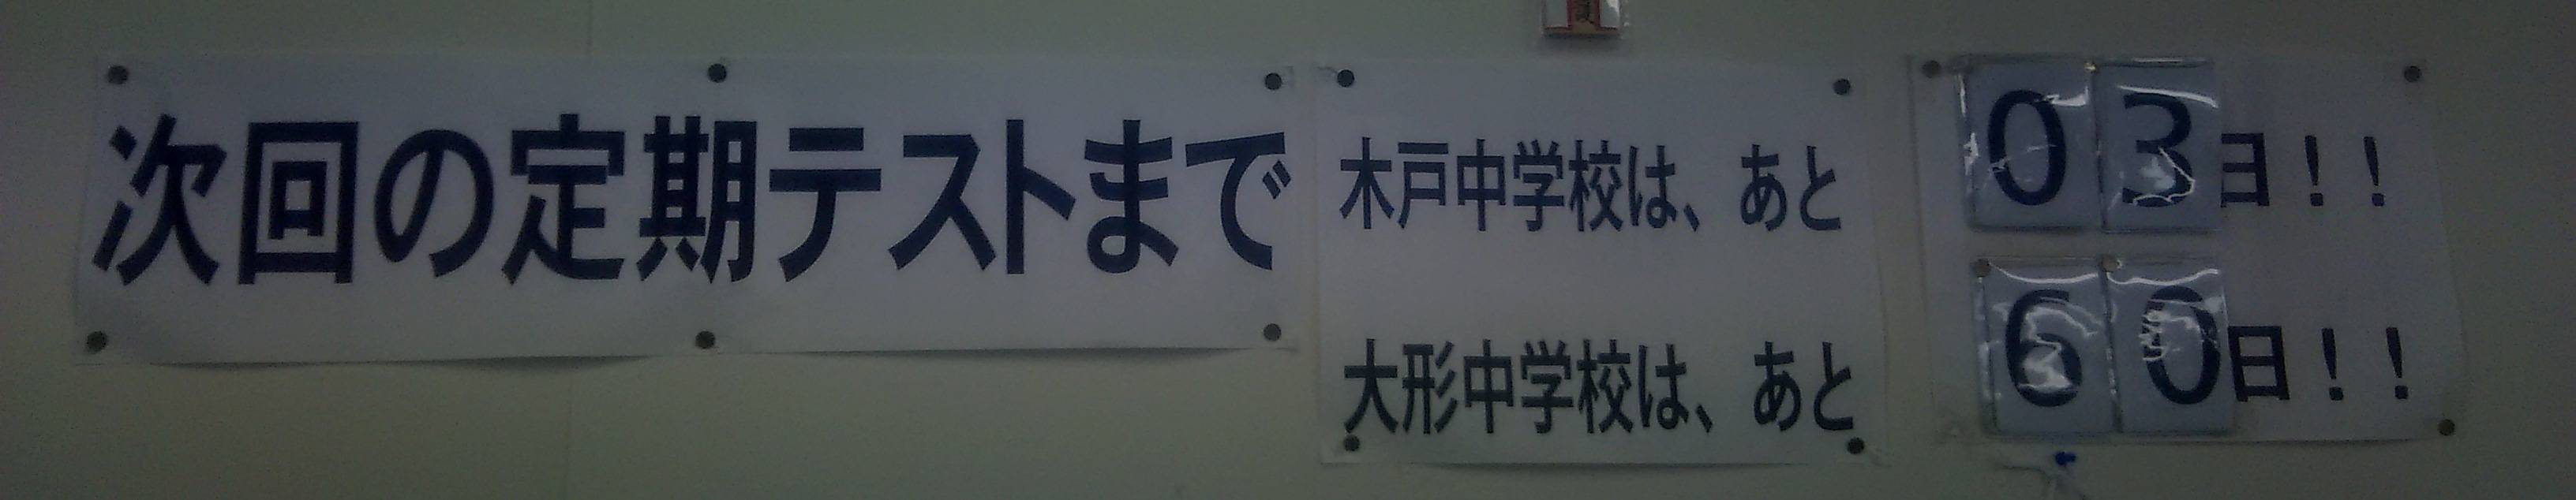 次回の定期テストまで
木戸中学校は、あと03日！！
大形中学校は、あと60日！！